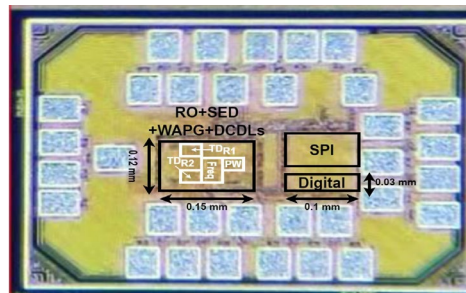 RO+SED
+WAPG+DCDLs
TDR1
TDR2
Freq
PW
0.12 mm
0.15 mm
SPI
Digital
0.03 mm
0.1 mm